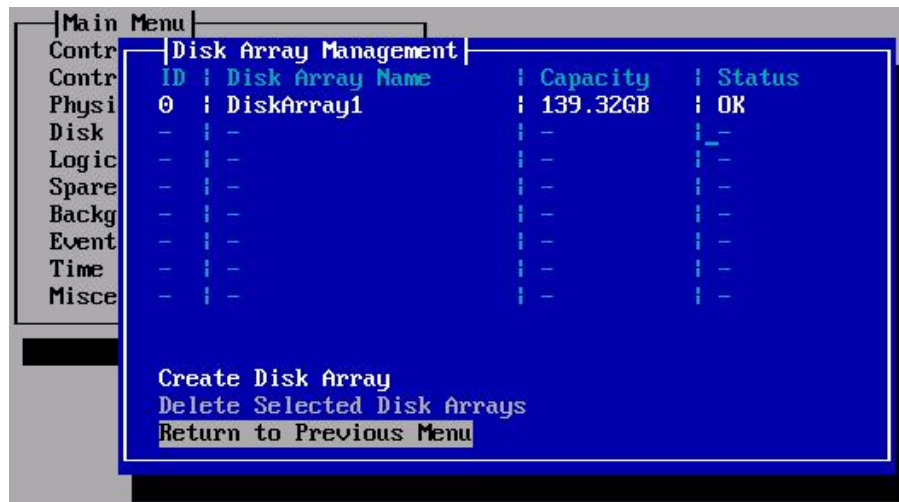 Main Menu
Contr
Disk Array Management
Contr
ID | Disk Array Name | Capacity | Status
Physi
0 | DiskArray1 | 139.32GB | OK
Disk
- | - | - | _-
Logic
- | - | - | -
Spare
- | - | - | -
Backg
- | - | - | -
Event
- | - | - | -
Time
- | - | - | -
Misce
- | - | - | -
Create Disk Array
Delete Selected Disk Arrays
Return to Previous Menu